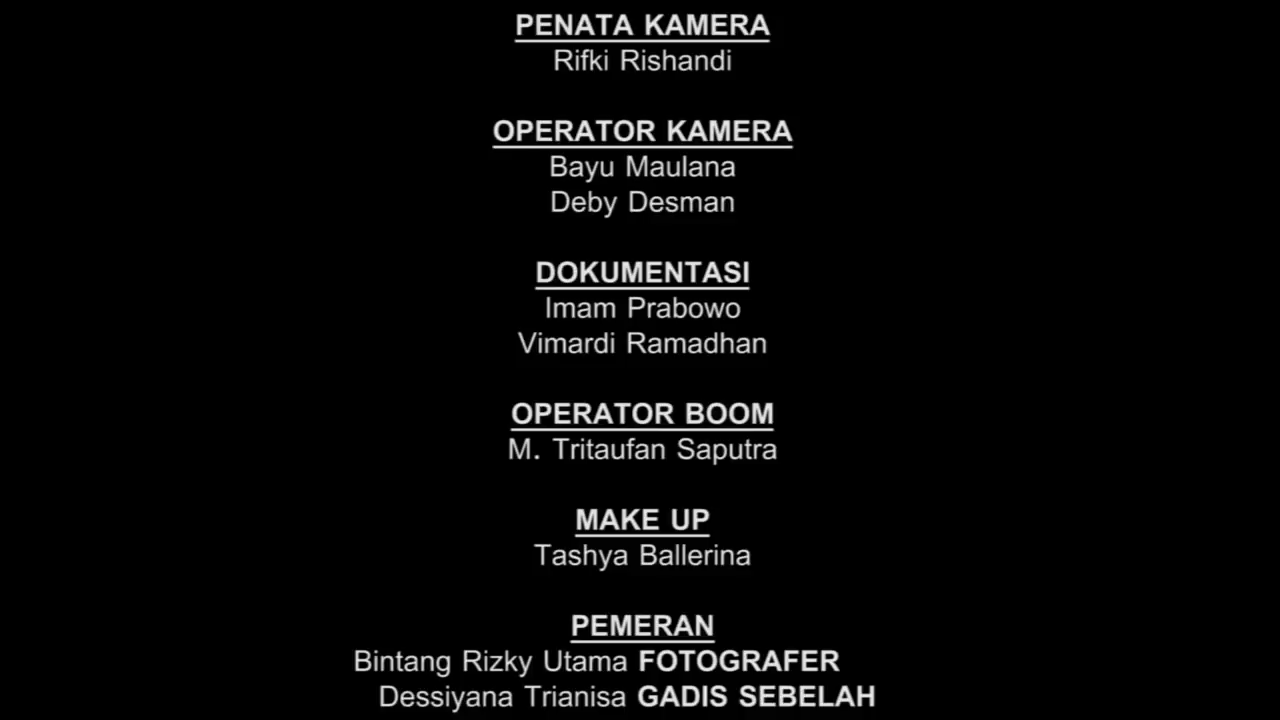 PENATA KAMERA
Rifki Rishandi
OPERATOR KAMERA
Bayu Maulana
Deby Desman
DOKUMENTASI
Imam Prabowo
Vimardi Ramadhan
OPERATOR BOOM
M. Tritaufan Saputra
MAKE UP
Tashya Ballerina
PEMERAN
Bintang Rizky Utama FOTOGRAFER
Dessiyana Trianisa GADIS SEBELAH